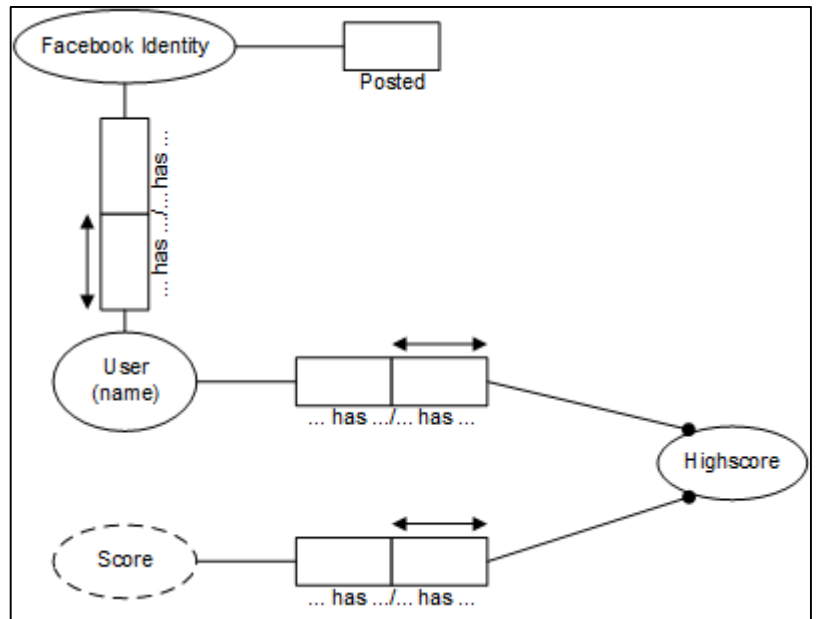 Facebook Identity
Posted
... has .../... has ...
User
(name)
... has .../... has ...
Highscore
Score
... has .../... has ...